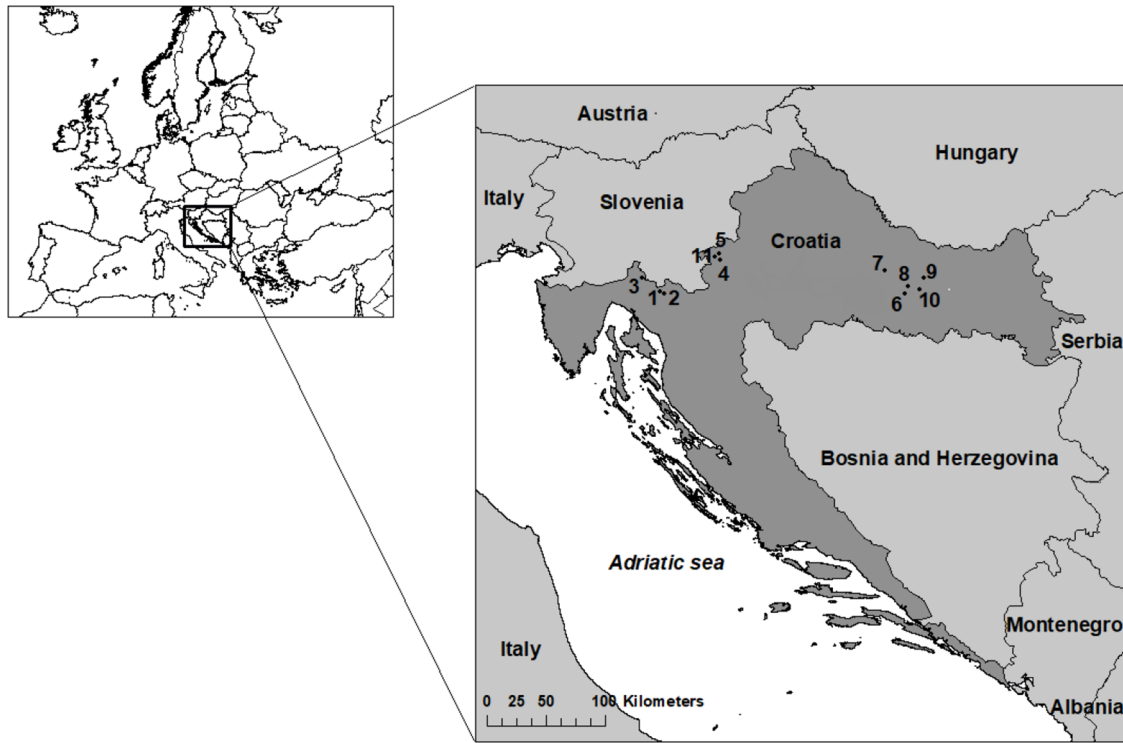 Austria
Hungary
Italy
Slovenia
Croatia
5
11
4
3
1
2
7
8
9
6
10
Serbia
Bosnia and Herzegovina
Adriatic sea
Montenegro
Italy
Albania
0 25 50 100 Kilometers